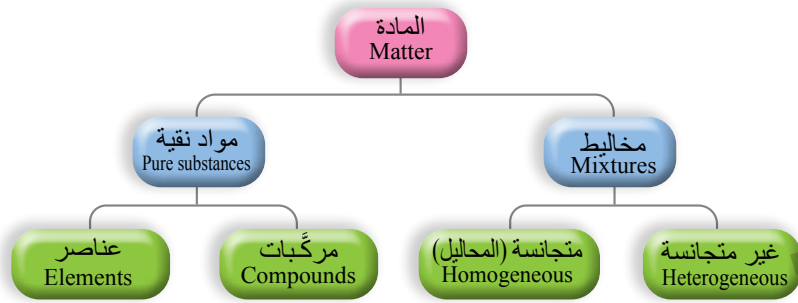 المادة
Matter
مواد نقية
Pure substances
مخاليط
Mixtures
عناصر
Elements
مركَّبات
Compounds
متجانسة (المحاليل)
Homogeneous
غير متجانسة
Heterogeneous